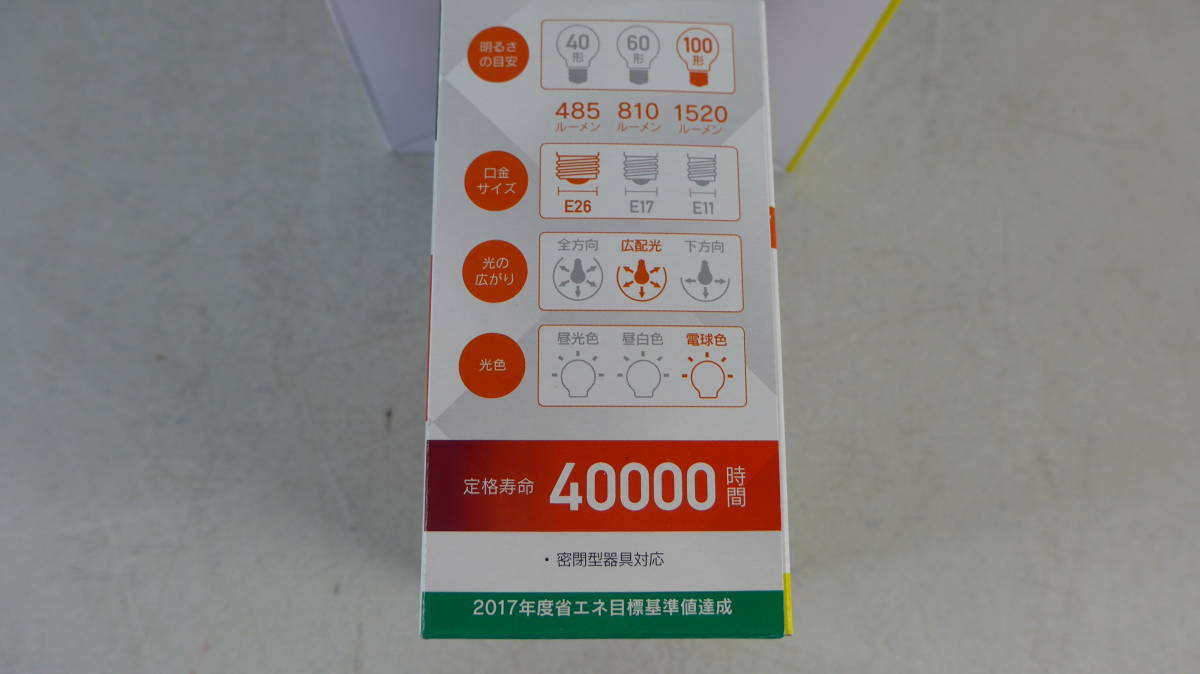 明るさ
の目安
40
形
60
形
100
形
485
ルーメン
810
ルーメン
1520
ルーメン
口金
サイズ
E26
E17
E11
光の
広がり
全方向
広配光
下方向
光色
昼光色
昼白色
電球色
定格寿命 40000 時間
・密閉型器具対応
2017年度省エネ目標基準値達成